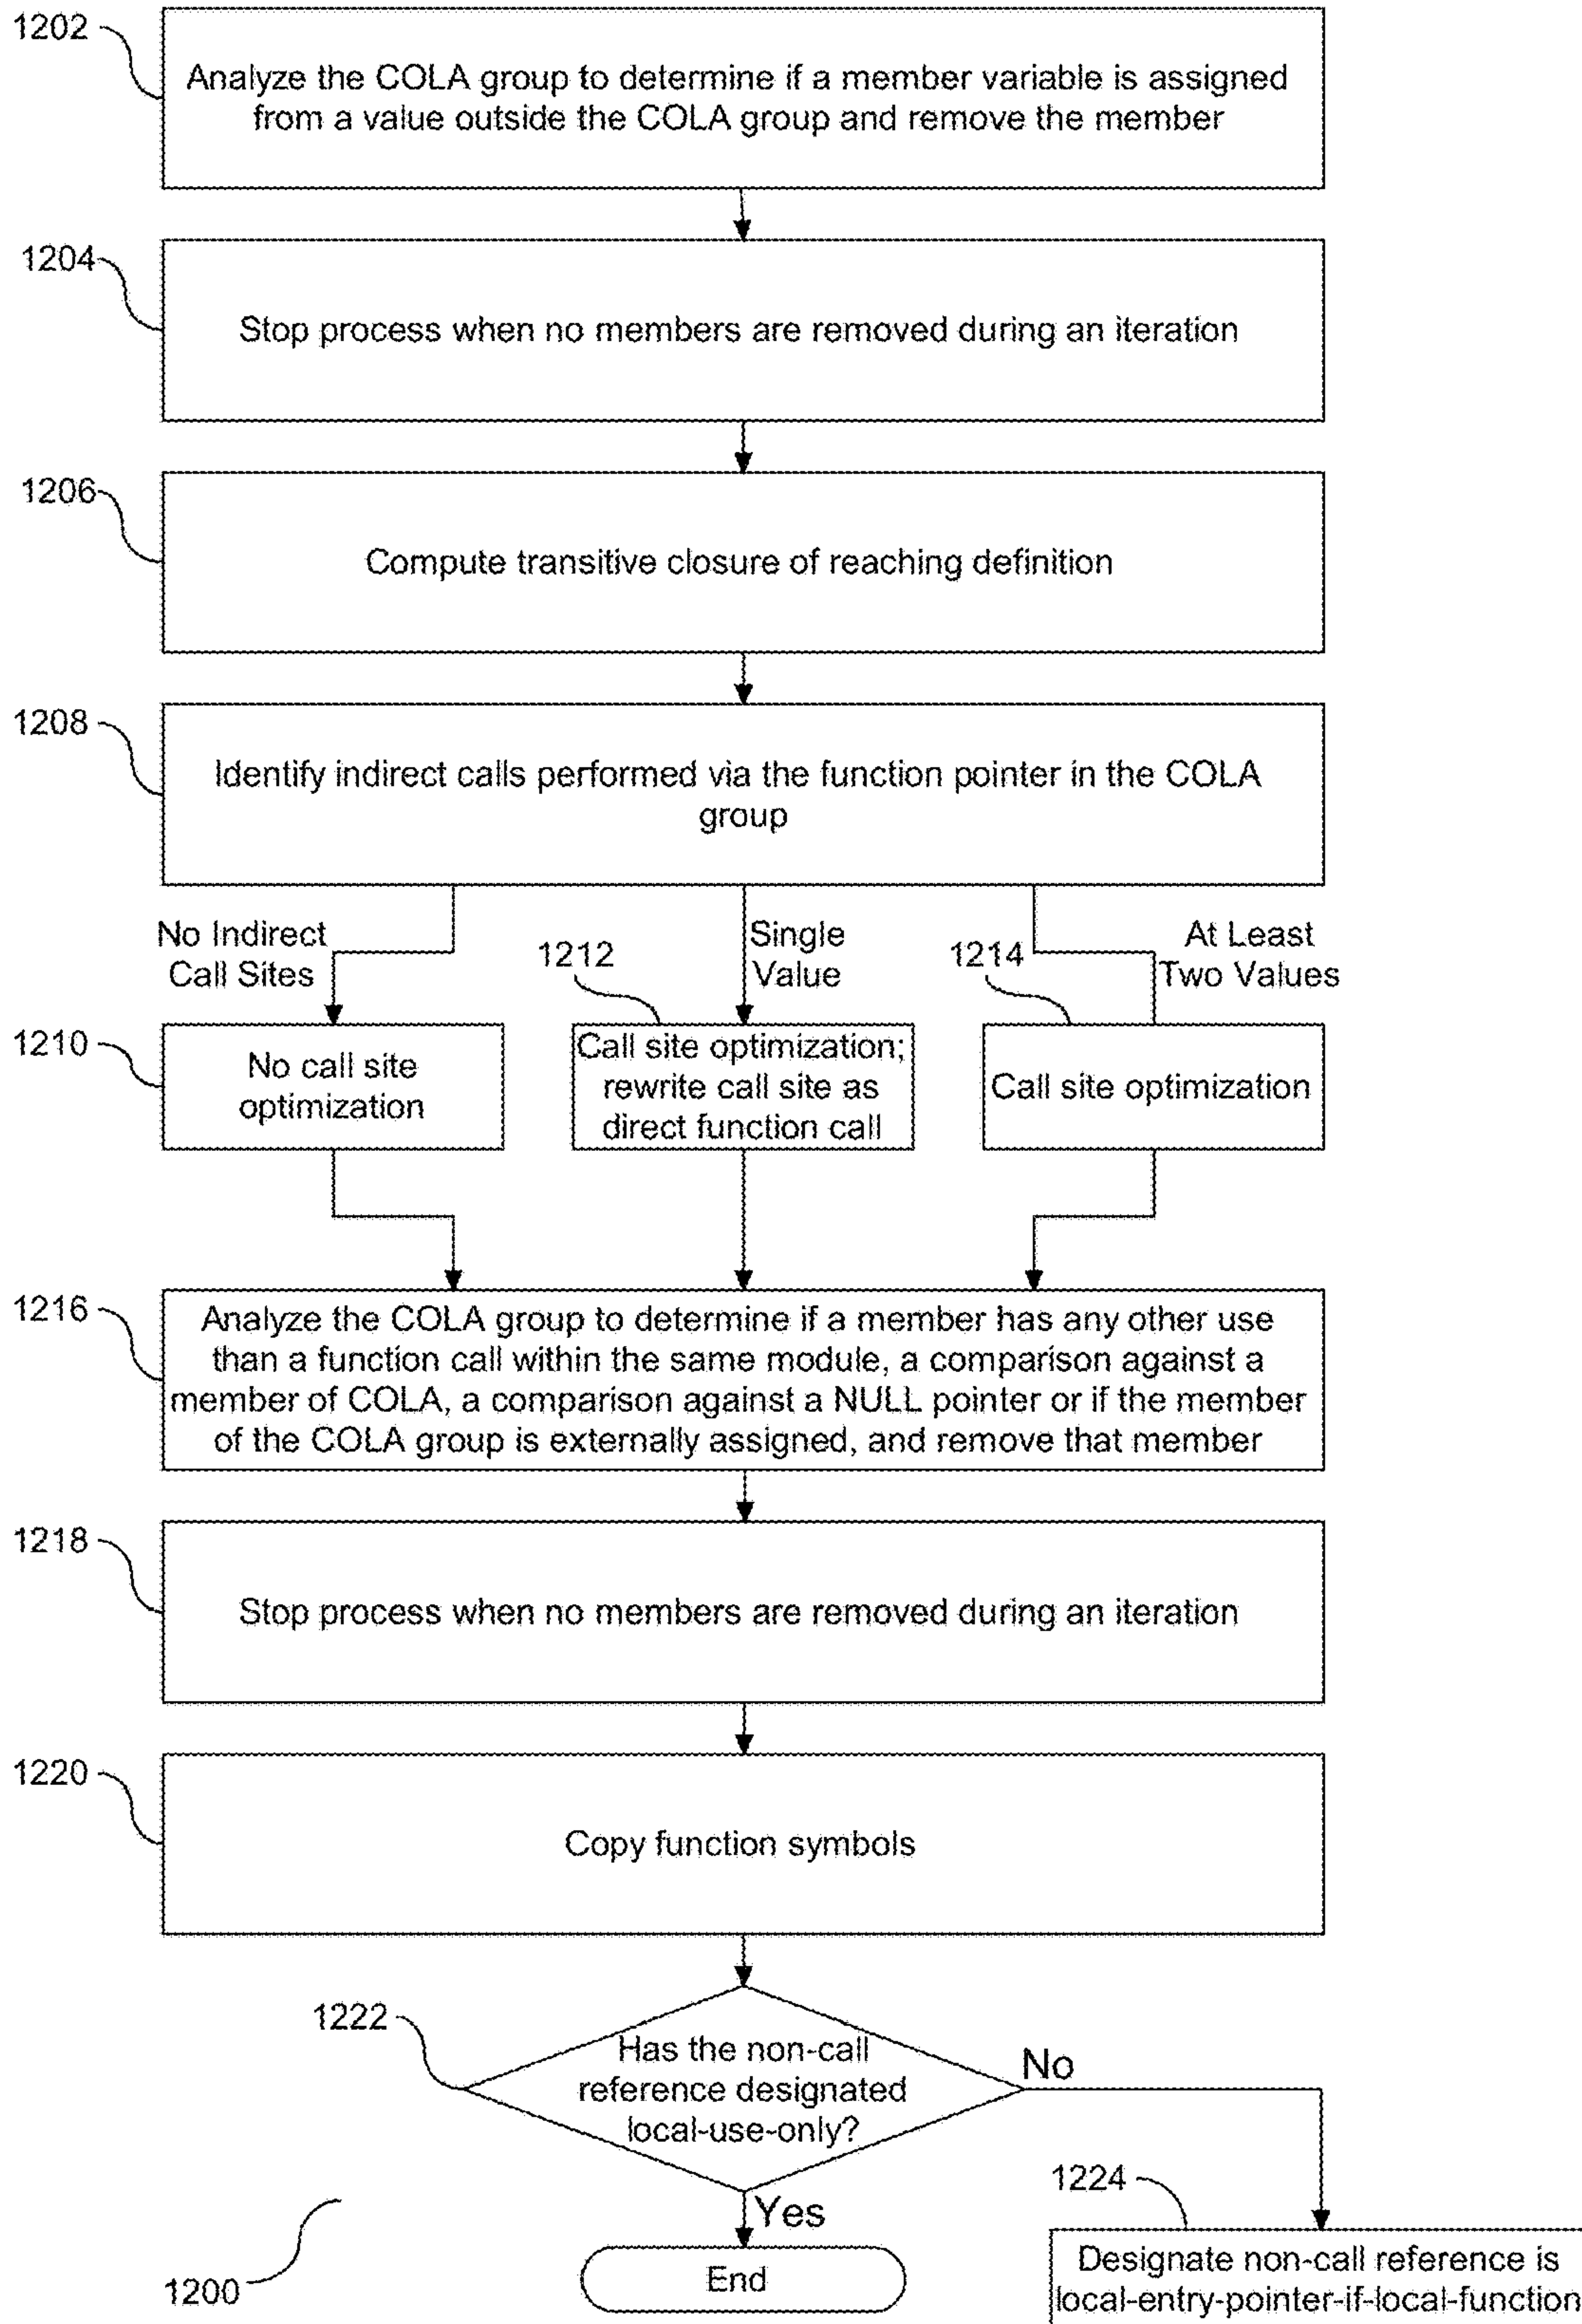 1202
Analyze the COLA group to determine if a member variable is assigned
from a value outside the COLA group and remove the member
1204
Stop process when no members are removed during an iteration
1206
Compute transitive closure of reaching definition
1208
Identify indirect calls performed via the function pointer in the COLA
group
No Indirect
Call Sites
1212
Single
Value
1214
At Least
Two Values
1210
No call site
optimization
Call site optimization;
rewrite call site as
direct function call
Call site optimization
1216
Analyze the COLA group to determine if a member has any other use
than a function call within the same module, a comparison against a
member of COLA, a comparison against a NULL pointer or if the member
of the COLA group is externally assigned, and remove that member
1218
Stop process when no members are removed during an iteration
1220
Copy function symbols
1222
Has the non-call
reference designated
local-use-only?
No
Yes
1224
Designate non-call reference is
local-entry-pointer-if-local-function
End
1200